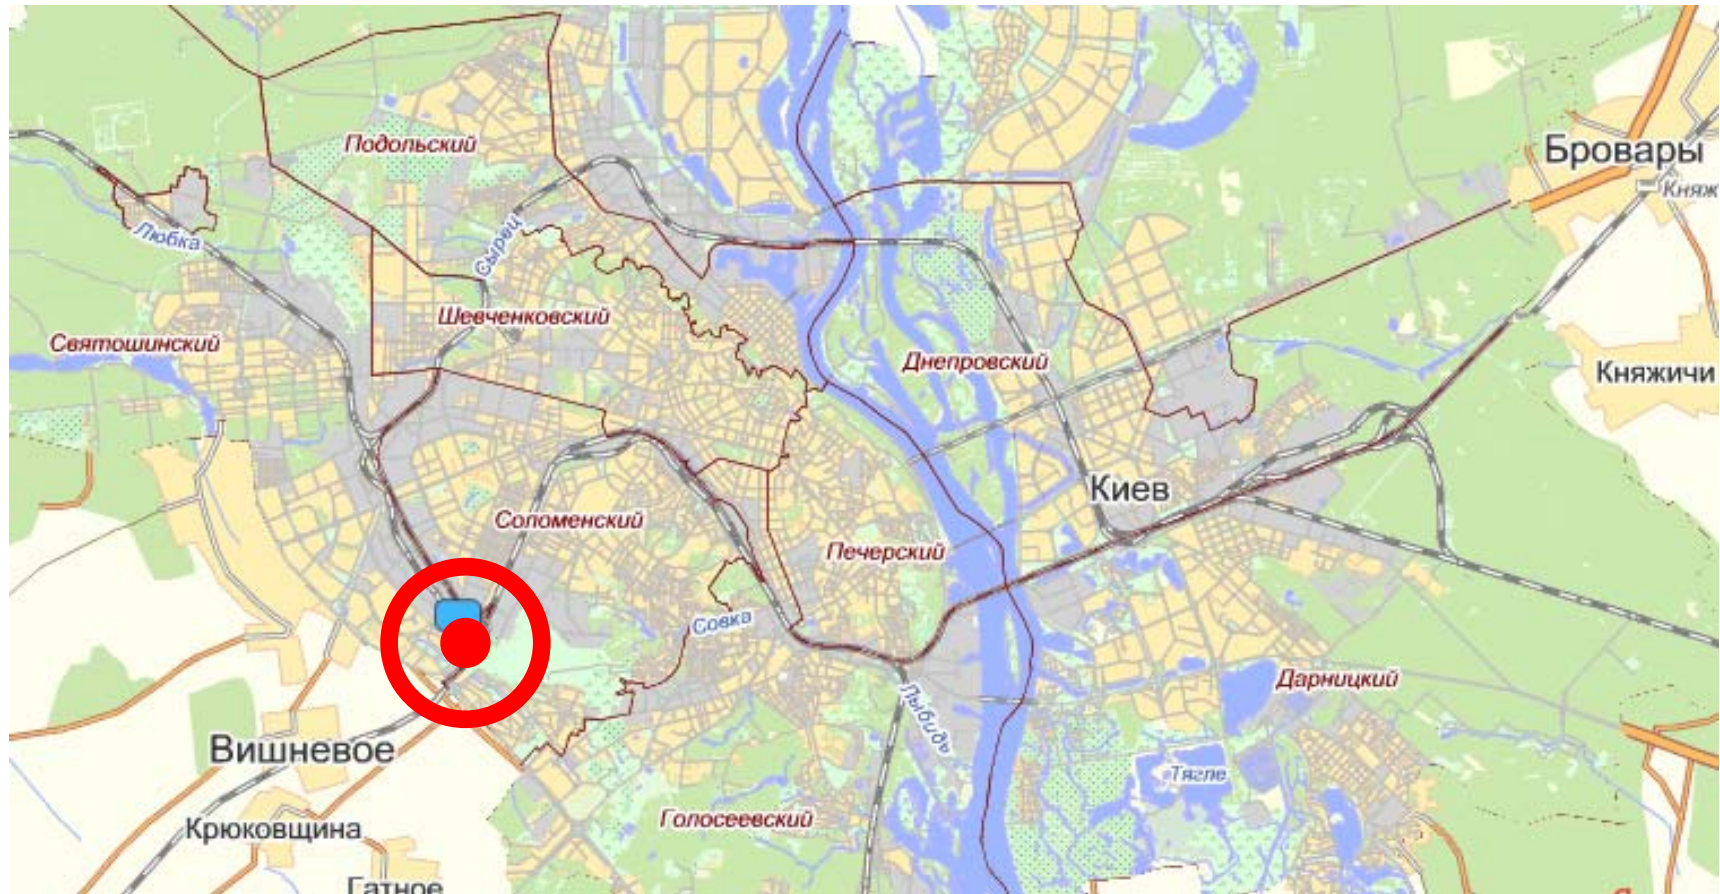 Подольский
Бровары
Княж
Любка
Сырец
Шевченковский
Святошинский
Днепровский
Княжичи
Киев
Соломенский
Печерский
Совка
Дарницкий
Лыбидь
Вишневое
Тягле
Голосеевский
Крюковщина
Гатное